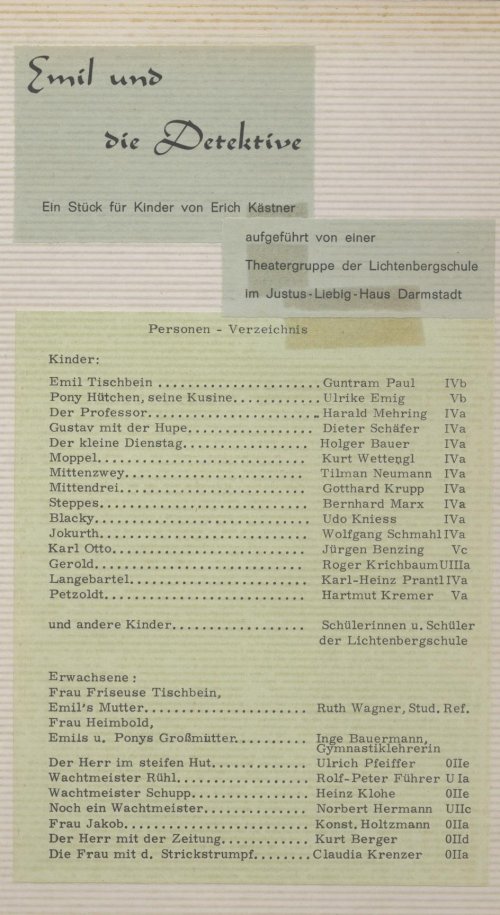 Emil und
die Detektive
Ein Stück für Kinder von Erich Kästner
aufgeführt von einer
Theatergruppe der Lichtenbergschule
im Justus-Liebig-Haus Darmstadt
Personen - Verzeichnis
Kinder:
Emil Tischbein ...................... Guntram Paul IVb
Pony Hütchen, seine Kusine............ Ulrike Emig Vb
Der Professor....................... Harald Mehring IVa
Gustav mit der Hupe................ Dieter Schäfer IVa
Der kleine Dienstag................. Holger Bauer IVa
Moppel......................... Kurt Wettengl IVa
Mittenzwey........................ Tilman Neumann IVa
Mittendrei......................... Gotthard Krupp IVa
Steppes............................ Bernhard Marx IVa
Blacky............................ Udo Kniess IVa
Jokurth........................... Wolfgang Schmahl IVa
Karl Otto.......................... Jürgen Benzing Vc
Gerold............................. Roger Krichbaum UIIIa
Langebartel........................ Karl-Heinz Prantl IVa
Petzoldt........................... Hartmut Kremer Va
und andere Kinder.................. Schülerinnen u. Schüler
der Lichtenbergschule
Erwachsene:
Frau Friseuse Tischbein,
Emil's Mutter...................... Ruth Wagner, Stud. Ref.
Frau Heimbold,
Emils u. Ponys Großmütter.......... Inge Bauermann,
Gymnastiklehrerin
Der Herr im steifen Hut............. Ulrich Pfeiffer 0IIe
Wachtmeister Rühl.................. Rolf-Peter Führer U Ia
Wachtmeister Schupp................ Heinz Klohe 0IIe
Noch ein Wachtmeister.............. Norbert Hermann UIIc
Frau Jakob........................ Konst. Holtzmann 0IIa
Der Herr mit der Zeitung............ Kurt Berger 0IId
Die Frau mit d. Strickstrumpf........ Claudia Krenzer 0IIa